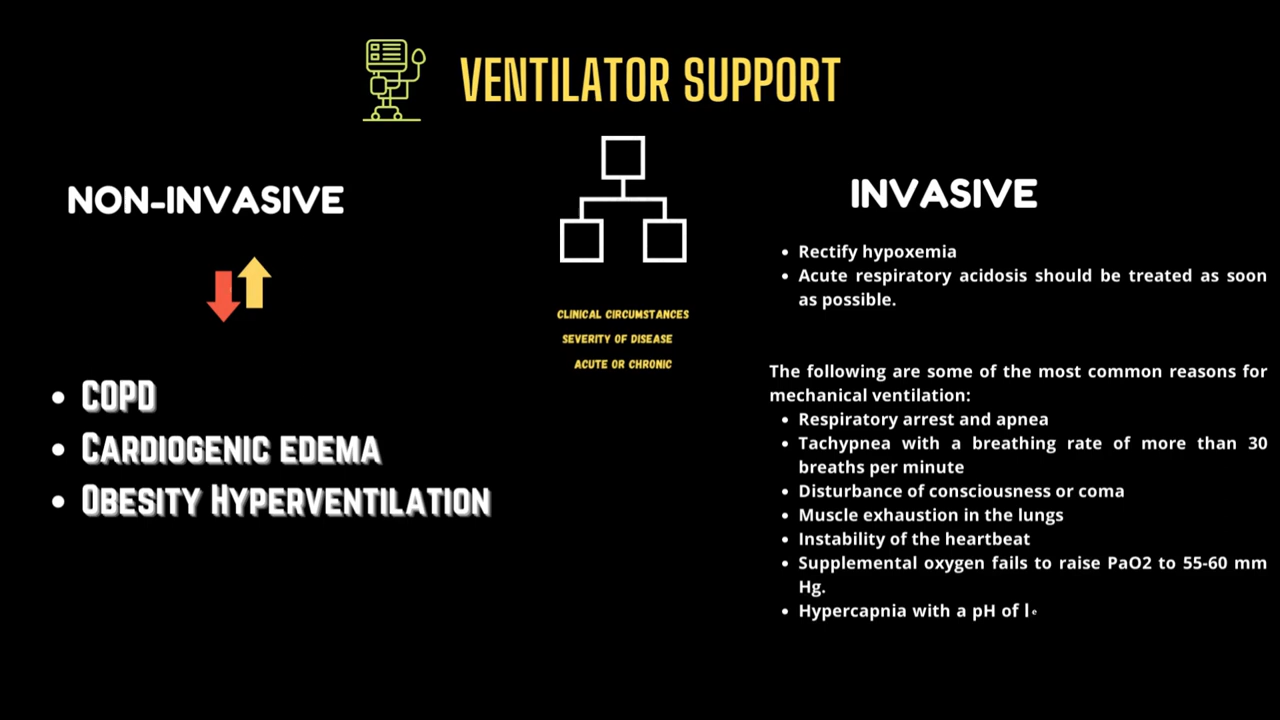 VENTILATOR SUPPORT
NON-INVASIVE
COPD
CARDIOGENIC EDEMA
OBESITY HYPERVENTILATION
CLINICAL CIRCUMSTANCES
SEVERITY OF DISEASE
ACUTE OR CHRONIC
INVASIVE
Rectify hypoxemia
Acute respiratory acidosis should be treated as soon
as possible.
The following are some of the most common reasons for
mechanical ventilation:
Respiratory arrest and apnea
Tachypnea with a breathing rate of more than 30
breaths per minute
Disturbance of consciousness or coma
Muscle exhaustion in the lungs
Instability of the heartbeat
Supplemental oxygen fails to raise PaO2 to 55-60 mm
Hg.
Hypercapnia with a pH of